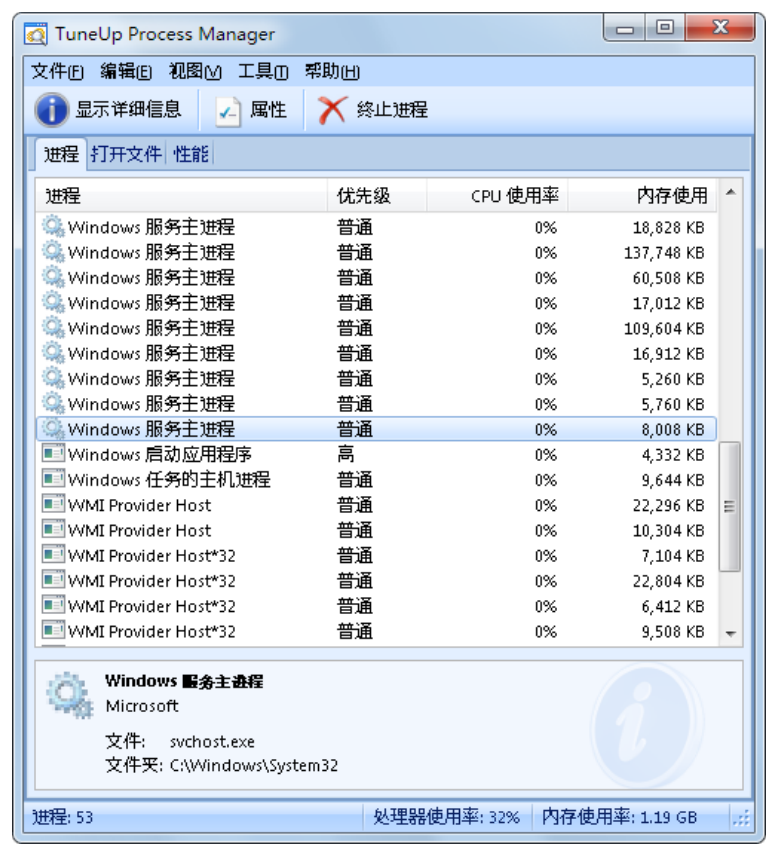 TuneUp Process Manager
文件(F) 编辑(E) 视图(V) 工具(T) 帮助(H)
显示详细信息 属性 终止进程
进程 打开文件 性能
进程 优先级 CPU 使用率 内存使用
Windows 服务主进程 普通 0% 18,828 KB
Windows 服务主进程 普通 0% 137,748 KB
Windows 服务主进程 普通 0% 60,508 KB
Windows 服务主进程 普通 0% 17,012 KB
Windows 服务主进程 普通 0% 109,604 KB
Windows 服务主进程 普通 0% 16,912 KB
Windows 服务主进程 普通 0% 5,260 KB
Windows 服务主进程 普通 0% 5,760 KB
Windows 服务主进程 普通 0% 8,008 KB
Windows 启动应用程序 高 0% 4,332 KB
Windows 任务的主机进程 普通 0% 9,644 KB
WMI Provider Host 普通 0% 22,296 KB
WMI Provider Host 普通 0% 10,304 KB
WMI Provider Host*32 普通 0% 7,104 KB
WMI Provider Host*32 普通 0% 22,804 KB
WMI Provider Host*32 普通 0% 6,412 KB
WMI Provider Host*32 普通 0% 9,508 KB
Windows 服务主进程
Microsoft
文件: svchost.exe
文件夹: C:\Windows\System32
进程: 53 处理器使用率: 32% 内存使用率: 1.19 GB